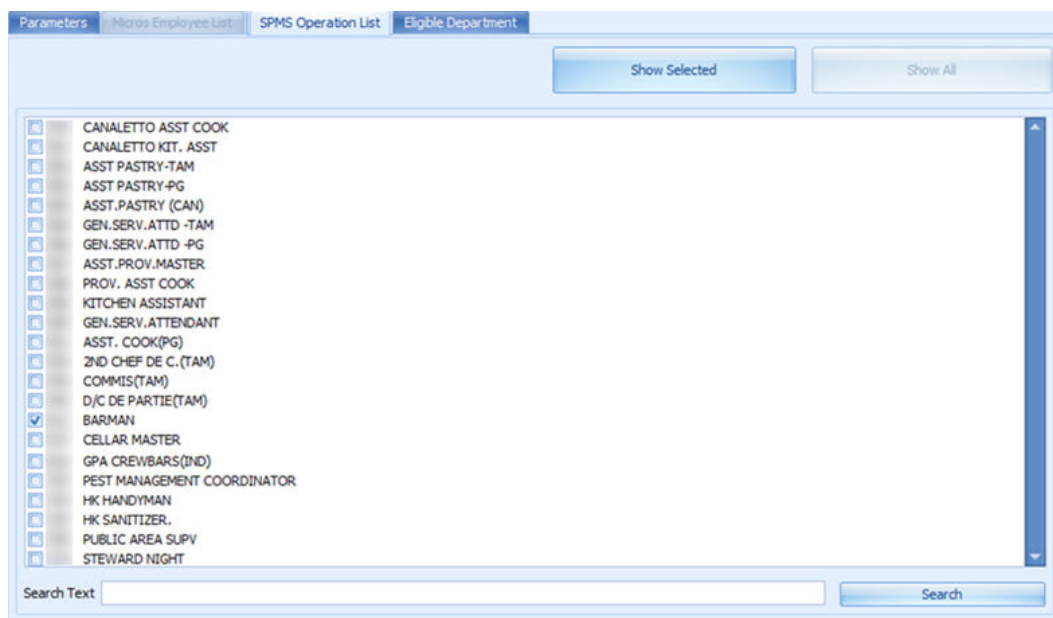 Parameters Micros Employee List SPMS Operation List Eligible Department
Show Selected Show All
CANALETTO ASST COOK
CANALETTO KIT. ASST
ASST PASTRY-TAM
ASST PASTRY-PG
ASST.PASTRY (CAN)
GEN.SERV.ATTD -TAM
GEN.SERV.ATTD -PG
ASST.PROV.MASTER
PROV. ASST COOK
KITCHEN ASSISTANT
GEN.SERV.ATTENDANT
ASST. COOK(PG)
2ND CHEF DE C.(TAM)
COMMIS(TAM)
D/C DE PARTIE(TAM)
BARMAN
CELLAR MASTER
GPA CREWBARS(IND)
PEST MANAGEMENT COORDINATOR
HK HANDYMAN
HK SANITIZER.
PUBLIC AREA SUPV
STEWARD NIGHT
Search Text Search